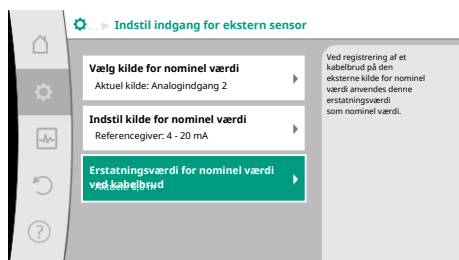 ... Indstil indgang for ekstern sensor
Vælg kilde for nominel værdi
Aktuel kilde: Analogindgang 2
Indstil kilde for nominel værdi
Referencegiver: 4 - 20 mA
Erstatningsværdi for nominel værdi
ved kabelbrud
Ved registrering af et
kabelbrud på den
eksterne kilde for nominel
værdi anvendes denne
erstatningsværdi
som nominel værdi.
?